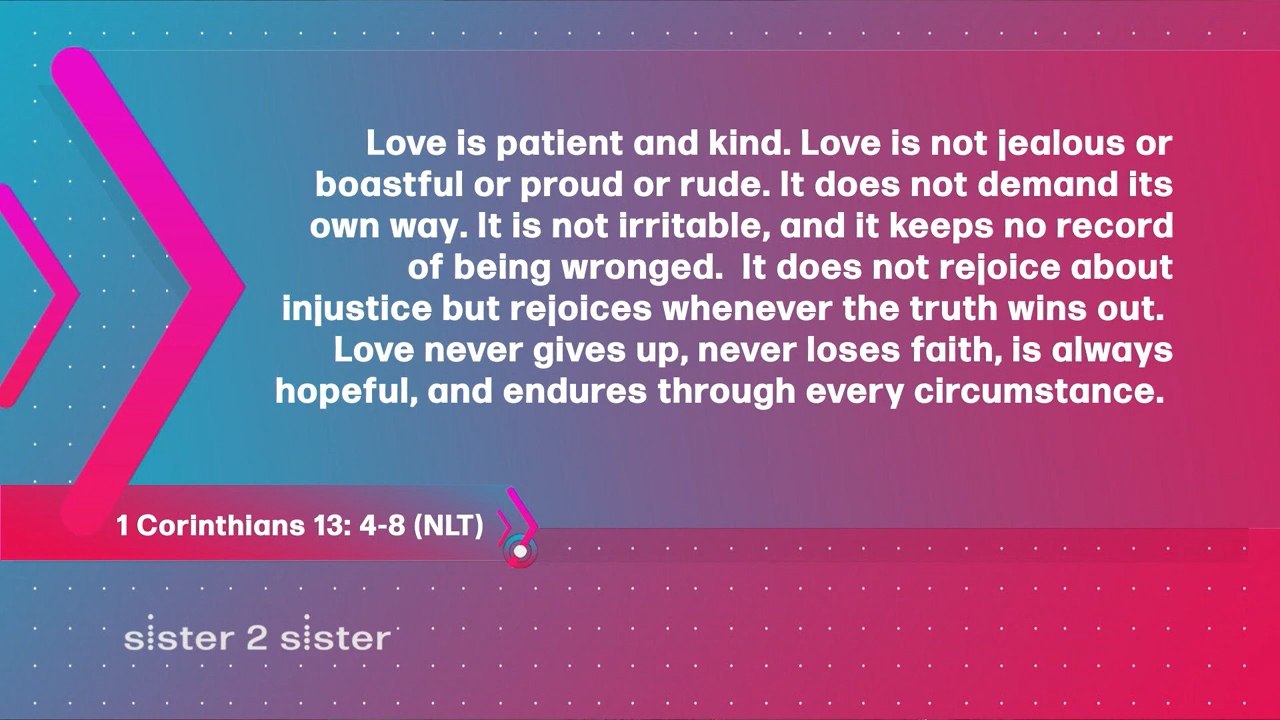 Love is patient and kind. Love is not jealous or
boastful or proud or rude. It does not demand its
own way. It is not irritable, and it keeps no record
of being wronged.  It does not rejoice about
injustice but rejoices whenever the truth wins out.
Love never gives up, never loses faith, is always
hopeful, and endures through every circumstance.
1 Corinthians 13: 4-8 (NLT)
sister 2 sister